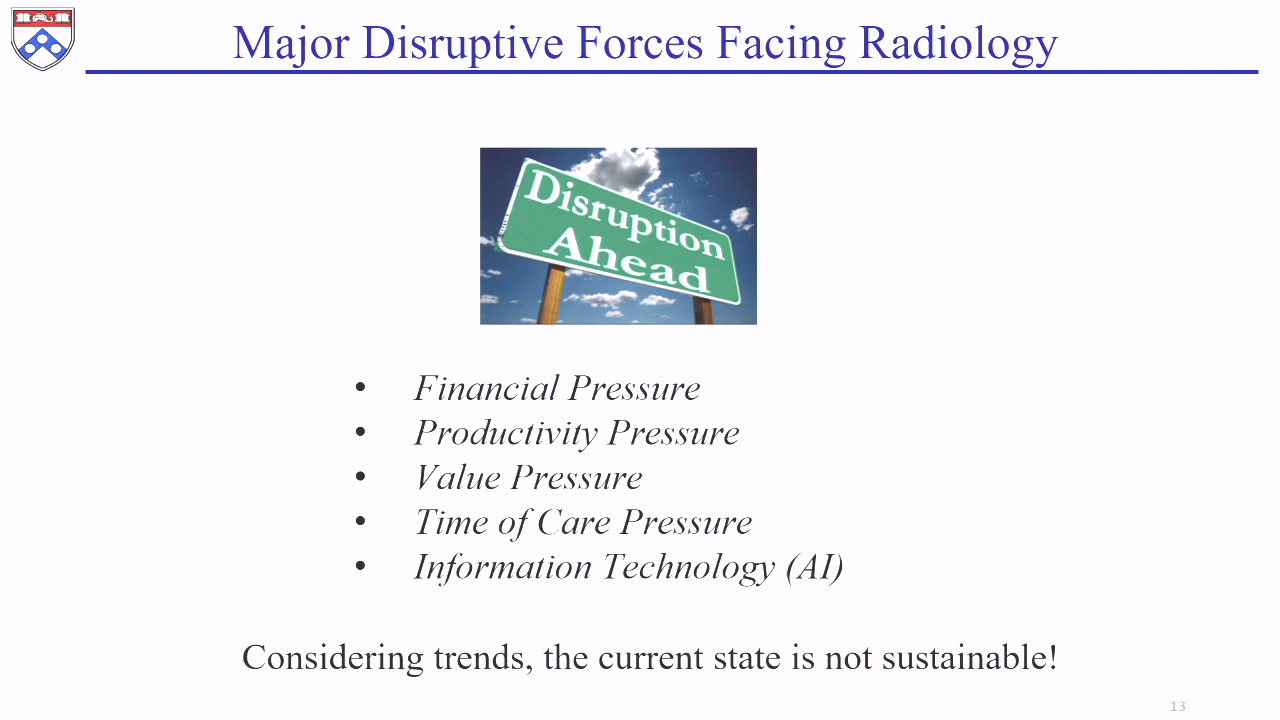 Major Disruptive Forces Facing Radiology
Disruption
Ahead
• Financial Pressure
• Productivity Pressure
• Value Pressure
• Time of Care Pressure
• Information Technology (AI)
Considering trends, the current state is not sustainable!
13